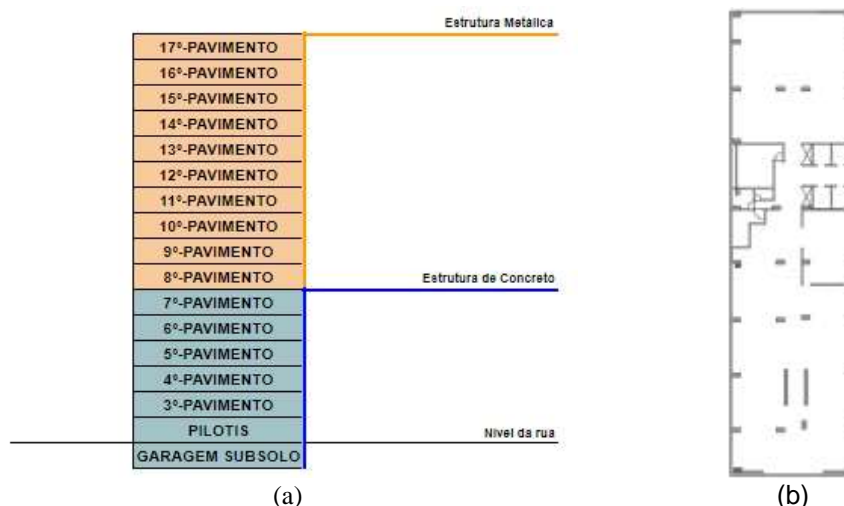 Estrutura Metálica
17º-PAVIMENTO
16º-PAVIMENTO
15º-PAVIMENTO
14º-PAVIMENTO
13º-PAVIMENTO
12º-PAVIMENTO
11º-PAVIMENTO
10º-PAVIMENTO
9º-PAVIMENTO
8º-PAVIMENTO
Estrutura de Concreto
7º-PAVIMENTO
6º-PAVIMENTO
5º-PAVIMENTO
4º-PAVIMENTO
3º-PAVIMENTO
PILOTIS
Nível da rua
GARAGEM SUBSOLO
(a)
(b)